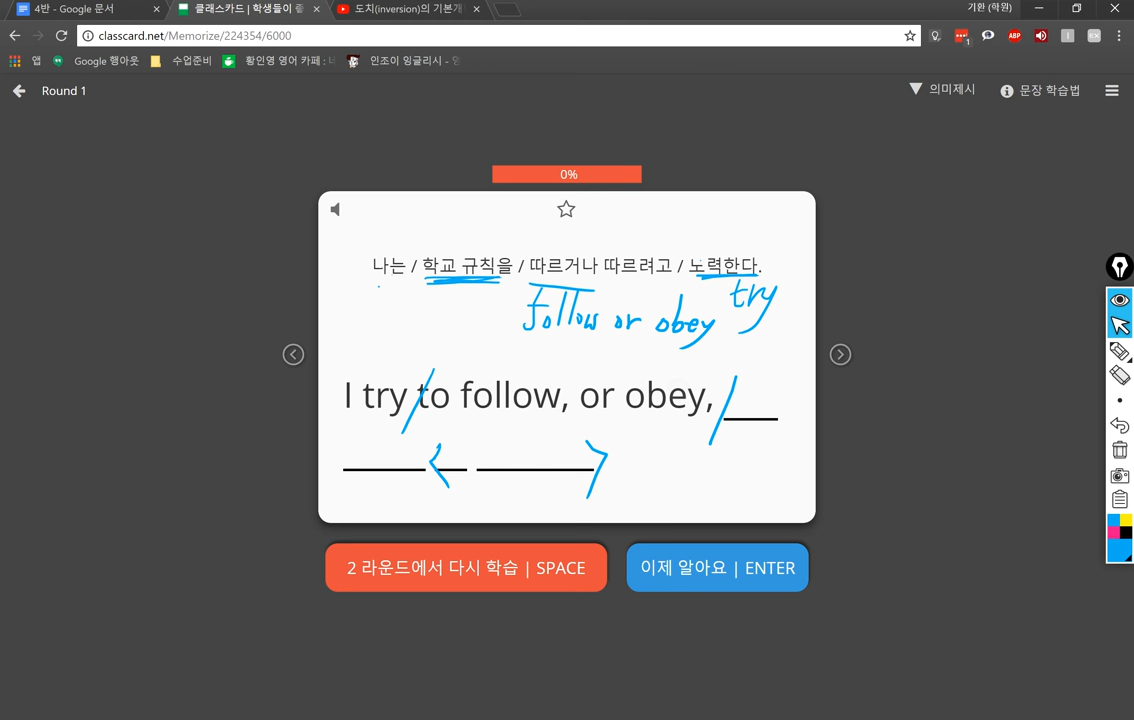 4반 - Google 문서
클래스카드 | 학생들이 좋
도치(inversion)의 기본개
기환 (학원)
classcard.net/Memorize/224354/6000
앱 Google 행아웃 수업준비 황인영 영어 카페 : 네 인조이 잉글리시 - 영
Round 1 의미제시 문장 학습법
0%
나는 / 학교 규칙을 / 따르거나 따르려고 / 노력한다.
follow or obey try
I try to follow, or obey, ____
____ ____ ____
2 라운드에서 다시 학습 | SPACE 이제 알아요 | ENTER